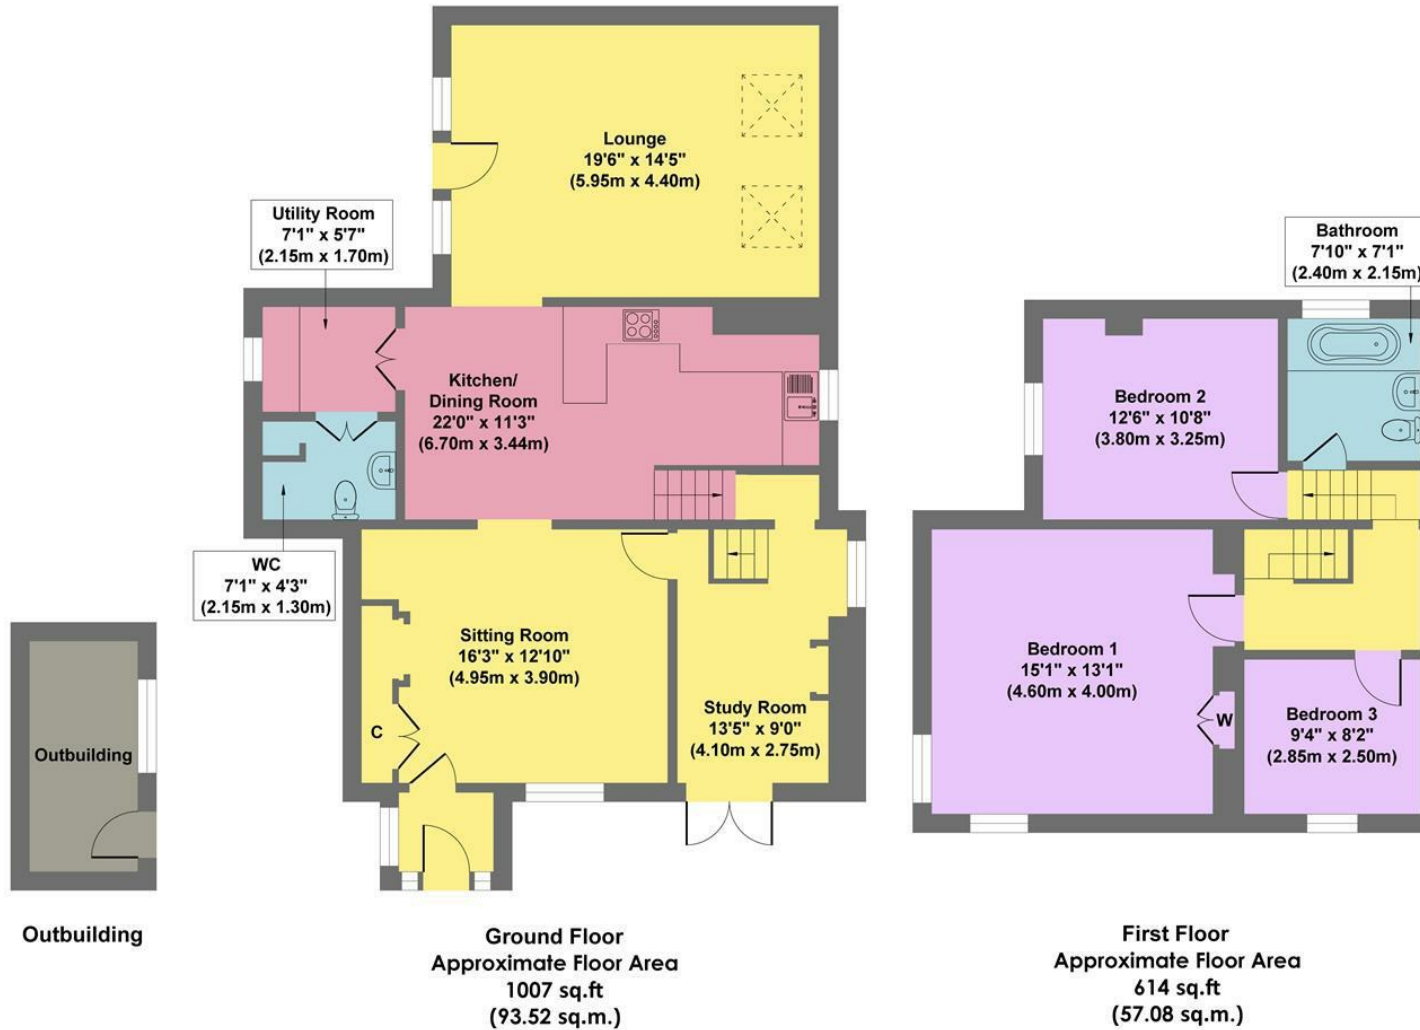 Lounge
19'6" x 14'5"
(5.95m x 4.40m)
Utility Room
7'1" x 5'7"
(2.15m x 1.70m)
Kitchen/
Dining Room
22'0" x 11'3"
(6.70m x 3.44m)
WC
7'1" x 4'3"
(2.15m x 1.30m)
Sitting Room
16'3" x 12'10"
(4.95m x 3.90m)
C
Study Room
13'5" x 9'0"
(4.10m x 2.75m)
Outbuilding
Outbuilding
Ground Floor
Approximate Floor Area
1007 sq.ft
(93.52 sq.m.)
Bathroom
7'10" x 7'1"
(2.40m x 2.15m)
Bedroom 2
12'6" x 10'8"
(3.80m x 3.25m)
Bedroom 1
15'1" x 13'1"
(4.60m x 4.00m)
W
Bedroom 3
9'4" x 8'2"
(2.85m x 2.50m)
First Floor
Approximate Floor Area
614 sq.ft
(57.08 sq.m.)